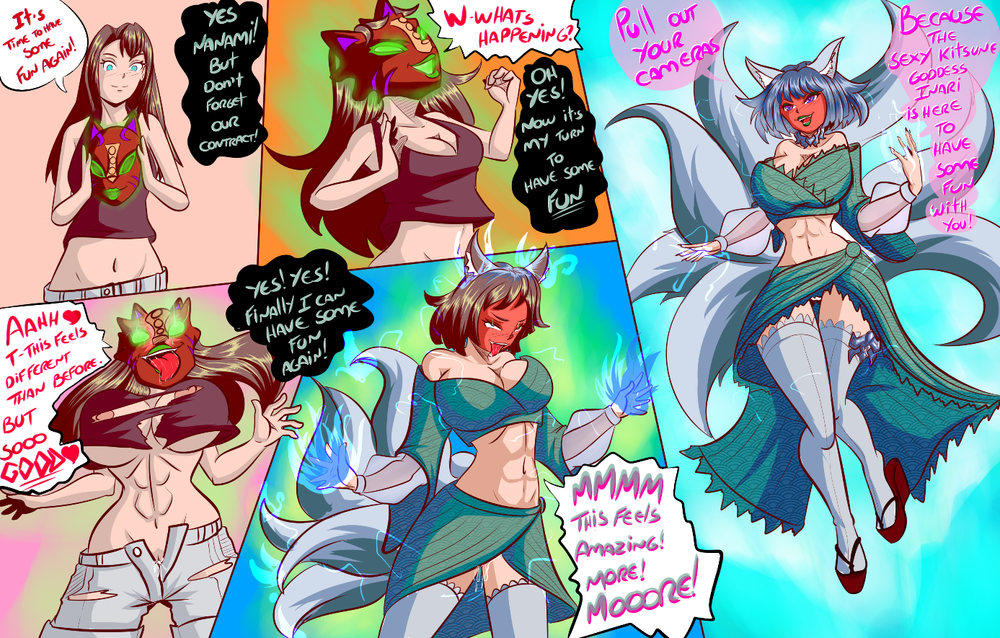 It's
time to have
some
fun again!
Yes
Nanami!
But
Don't
forget
our
contract!
W-whats
happening?
Oh
yes!
Now it's
my turn
to
have some
fun
Aahh♥
T-this feels
different
than before.
But
sooo
good♥
Yes! Yes!
Finally I can
have some
fun
again!
Mmmm
this feels
amazing!
More!
Mooore!
Pull out
your
cameras
Because
the
sexy kitsune
goddess
Inari
is here
to
have
some
fun
with
you!